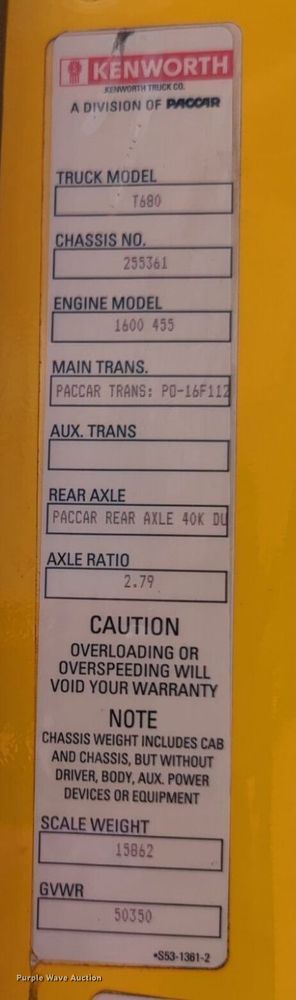 KENWORTH
KENWORTH TRUCK CO.
A DIVISION OF PACCAR
TRUCK MODEL
T680
CHASSIS NO.
255361
ENGINE MODEL
1600 455
MAIN TRANS.
PACCAR TRANS: PO-16F112
AUX. TRANS
REAR AXLE
PACCAR REAR AXLE 40K DU
AXLE RATIO
2.79
CAUTION
OVERLOADING OR
OVERSPEEDING WILL
VOID YOUR WARRANTY
NOTE
CHASSIS WEIGHT INCLUDES CAB
AND CHASSIS, BUT WITHOUT
DRIVER, BODY, AUX. POWER
DEVICES OR EQUIPMENT
SCALE WEIGHT
15862
GVWR
50350
•S53-1361-2
Purple Wave Auction